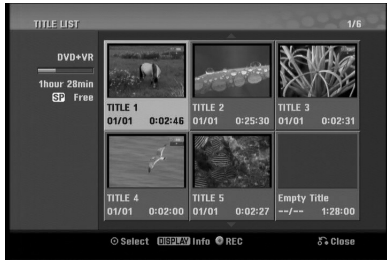 TITLE LIST 1/6
DVD+VR
1hour 28min
SP Free
TITLE 1
01/01 0:02:46
TITLE 2
01/01 0:25:30
TITLE 3
01/01 0:02:31
TITLE 4
01/01 0:02:00
TITLE 5
01/01 0:02:27
Empty Title
--/-- 1:28:00
Select DISPLAY Info REC Close